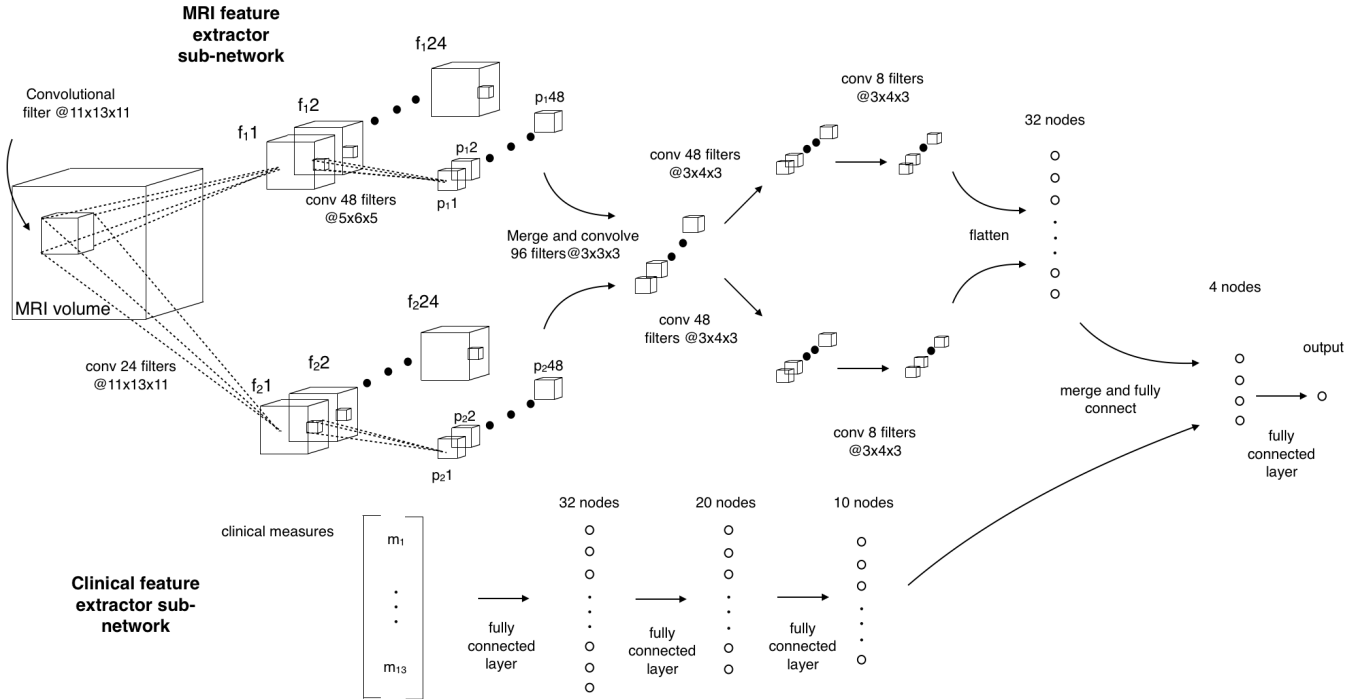 MRI feature
extractor
sub-network
Convolutional
filter @11x13x11
f₁1
f₁2
f₁24
p₁1
p₁2
p₁48
conv 48 filters
@5x6x5
MRI volume
conv 24 filters
@11x13x11
f₂1
f₂2
f₂24
p₂1
p₂2
p₂48
Merge and convolve
96 filters@3x3x3
conv 48 filters
@3x4x3
conv 8 filters
@3x4x3
conv 48
filters @3x4x3
conv 8 filters
@3x4x3
32 nodes
flatten
merge and fully
connect
4 nodes
output
fully
connected
layer
Clinical feature
extractor sub-
network
clinical measures
m₁
m₁₃
fully
connected
layer
32 nodes
fully
connected
layer
20 nodes
fully
connected
layer
10 nodes